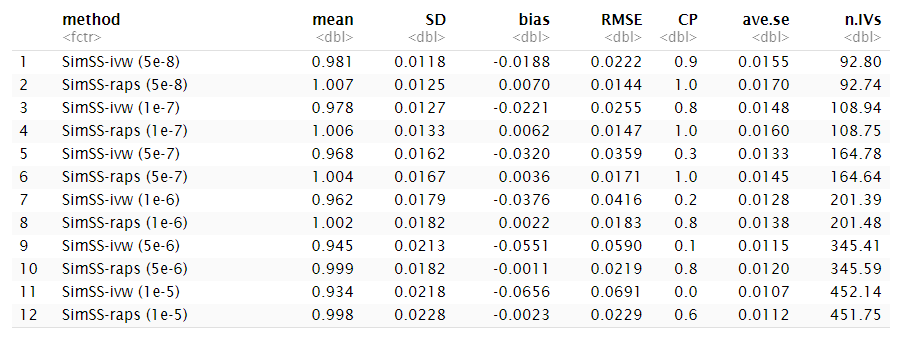 method mean SD bias RMSE CP ave.se n.IVs
<fctr> <dbl> <dbl> <dbl> <dbl> <dbl> <dbl> <dbl>
1 SimSS-ivw (5e-8) 0.981 0.0118 -0.0188 0.0222 0.9 0.0155 92.80
2 SimSS-raps (5e-8) 1.007 0.0125 0.0070 0.0144 1.0 0.0170 92.74
3 SimSS-ivw (1e-7) 0.978 0.0127 -0.0221 0.0255 0.8 0.0148 108.94
4 SimSS-raps (1e-7) 1.006 0.0133 0.0062 0.0147 1.0 0.0160 108.75
5 SimSS-ivw (5e-7) 0.968 0.0162 -0.0320 0.0359 0.3 0.0133 164.78
6 SimSS-raps (5e-7) 1.004 0.0167 0.0036 0.0171 1.0 0.0145 164.64
7 SimSS-ivw (1e-6) 0.962 0.0179 -0.0376 0.0416 0.2 0.0128 201.39
8 SimSS-raps (1e-6) 1.002 0.0182 0.0022 0.0183 0.8 0.0138 201.48
9 SimSS-ivw (5e-6) 0.945 0.0213 -0.0551 0.0590 0.1 0.0115 345.41
10 SimSS-raps (5e-6) 0.999 0.0182 -0.0011 0.0219 0.8 0.0120 345.59
11 SimSS-ivw (1e-5) 0.934 0.0218 -0.0656 0.0691 0.0 0.0107 452.14
12 SimSS-raps (1e-5) 0.998 0.0228 -0.0023 0.0229 0.6 0.0112 451.75